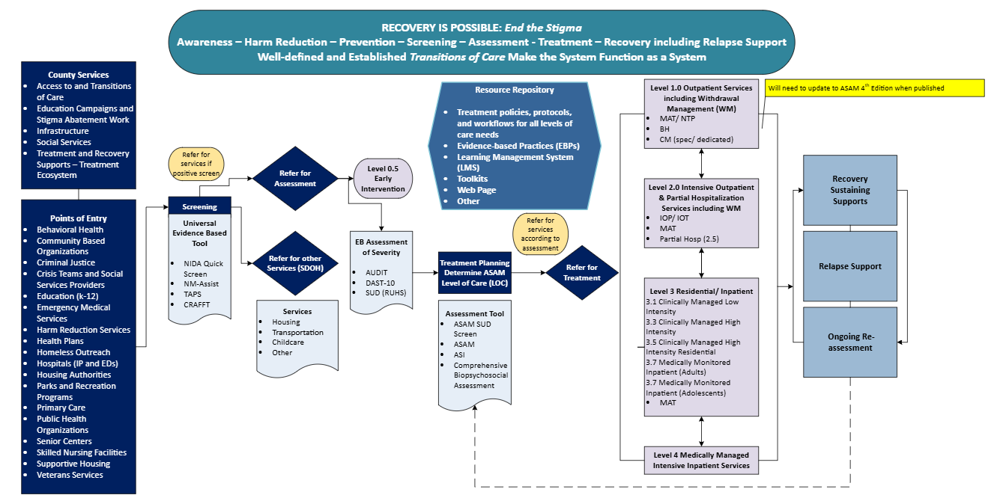 RECOVERY IS POSSIBLE: End the Stigma
Awareness – Harm Reduction – Prevention – Screening – Assessment - Treatment – Recovery including Relapse Support
Well-defined and Established Transitions of Care Make the System Function as a System
County Services
• Access to and Transitions
of Care
• Education Campaigns and
Stigma Abatement Work
• Infrastructure
• Social Services
• Treatment and Recovery
Supports – Treatment
Ecosystem
Points of Entry
• Behavioral Health
• Community Based
Organizations
• Criminal Justice
• Crisis Teams and Social
Services Providers
• Education (k-12)
• Emergency Medical
Services
• Harm Reduction Services
• Health Plans
• Homeless Outreach
• Hospitals (IP and EDs)
• Housing Authorities
• Parks and Recreation
Programs
• Primary Care
• Public Health
Organizations
• Senior Centers
• Skilled Nursing Facilities
• Supportive Housing
• Veterans Services
Refer for
services if
positive screen
Screening
Universal
Evidence Based
Tool
• NIDA Quick
Screen
• NM-Assist
• TAPS
• CRAFFT
Refer for
Assessment
Refer for other
Services (SDOH)
Services
• Housing
• Transportation
• Childcare
• Other
Level 0.5
Early
Intervention
EB Assessment
of Severity
• AUDIT
• DAST-10
• SUD (RUHS)
Resource Repository
• Treatment policies, protocols,
and workflows for all levels of
care needs
• Evidence-based Practices (EBPs)
• Learning Management System
(LMS)
• Toolkits
• Web Page
• Other
Treatment Planning
Determine ASAM
Level of Care (LOC)
Assessment Tool
• ASAM SUD
Screen
• ASAM
• ASI
• Comprehensive
Biopsychosocial
Assessment
Refer for
services
according to
assessment
Refer for
Treatment
Level 1.0 Outpatient Services
including Withdrawal
Management (WM)
• MAT/ NTP
• BH
• CM (spec/ dedicated)
Will need to update to ASAM 4th Edition when published
Level 2.0 Intensive Outpatient
& Partial Hospitalization
Services including WM
• IOP/ IOT
• MAT
• Partial Hosp (2.5)
Level 3 Residential/ Inpatient
3.1 Clinically Managed Low
Intensity
3.3 Clinically Managed High
Intensity
3.5 Clinically Managed High
Intensity Residential
3.7 Medically Monitored
Inpatient (Adults)
3.7 Medically Monitored
Inpatient (Adolescents)
• MAT
Level 4 Medically Managed
Intensive Inpatient Services
Recovery
Sustaining
Supports
Relapse Support
Ongoing Re-
assessment